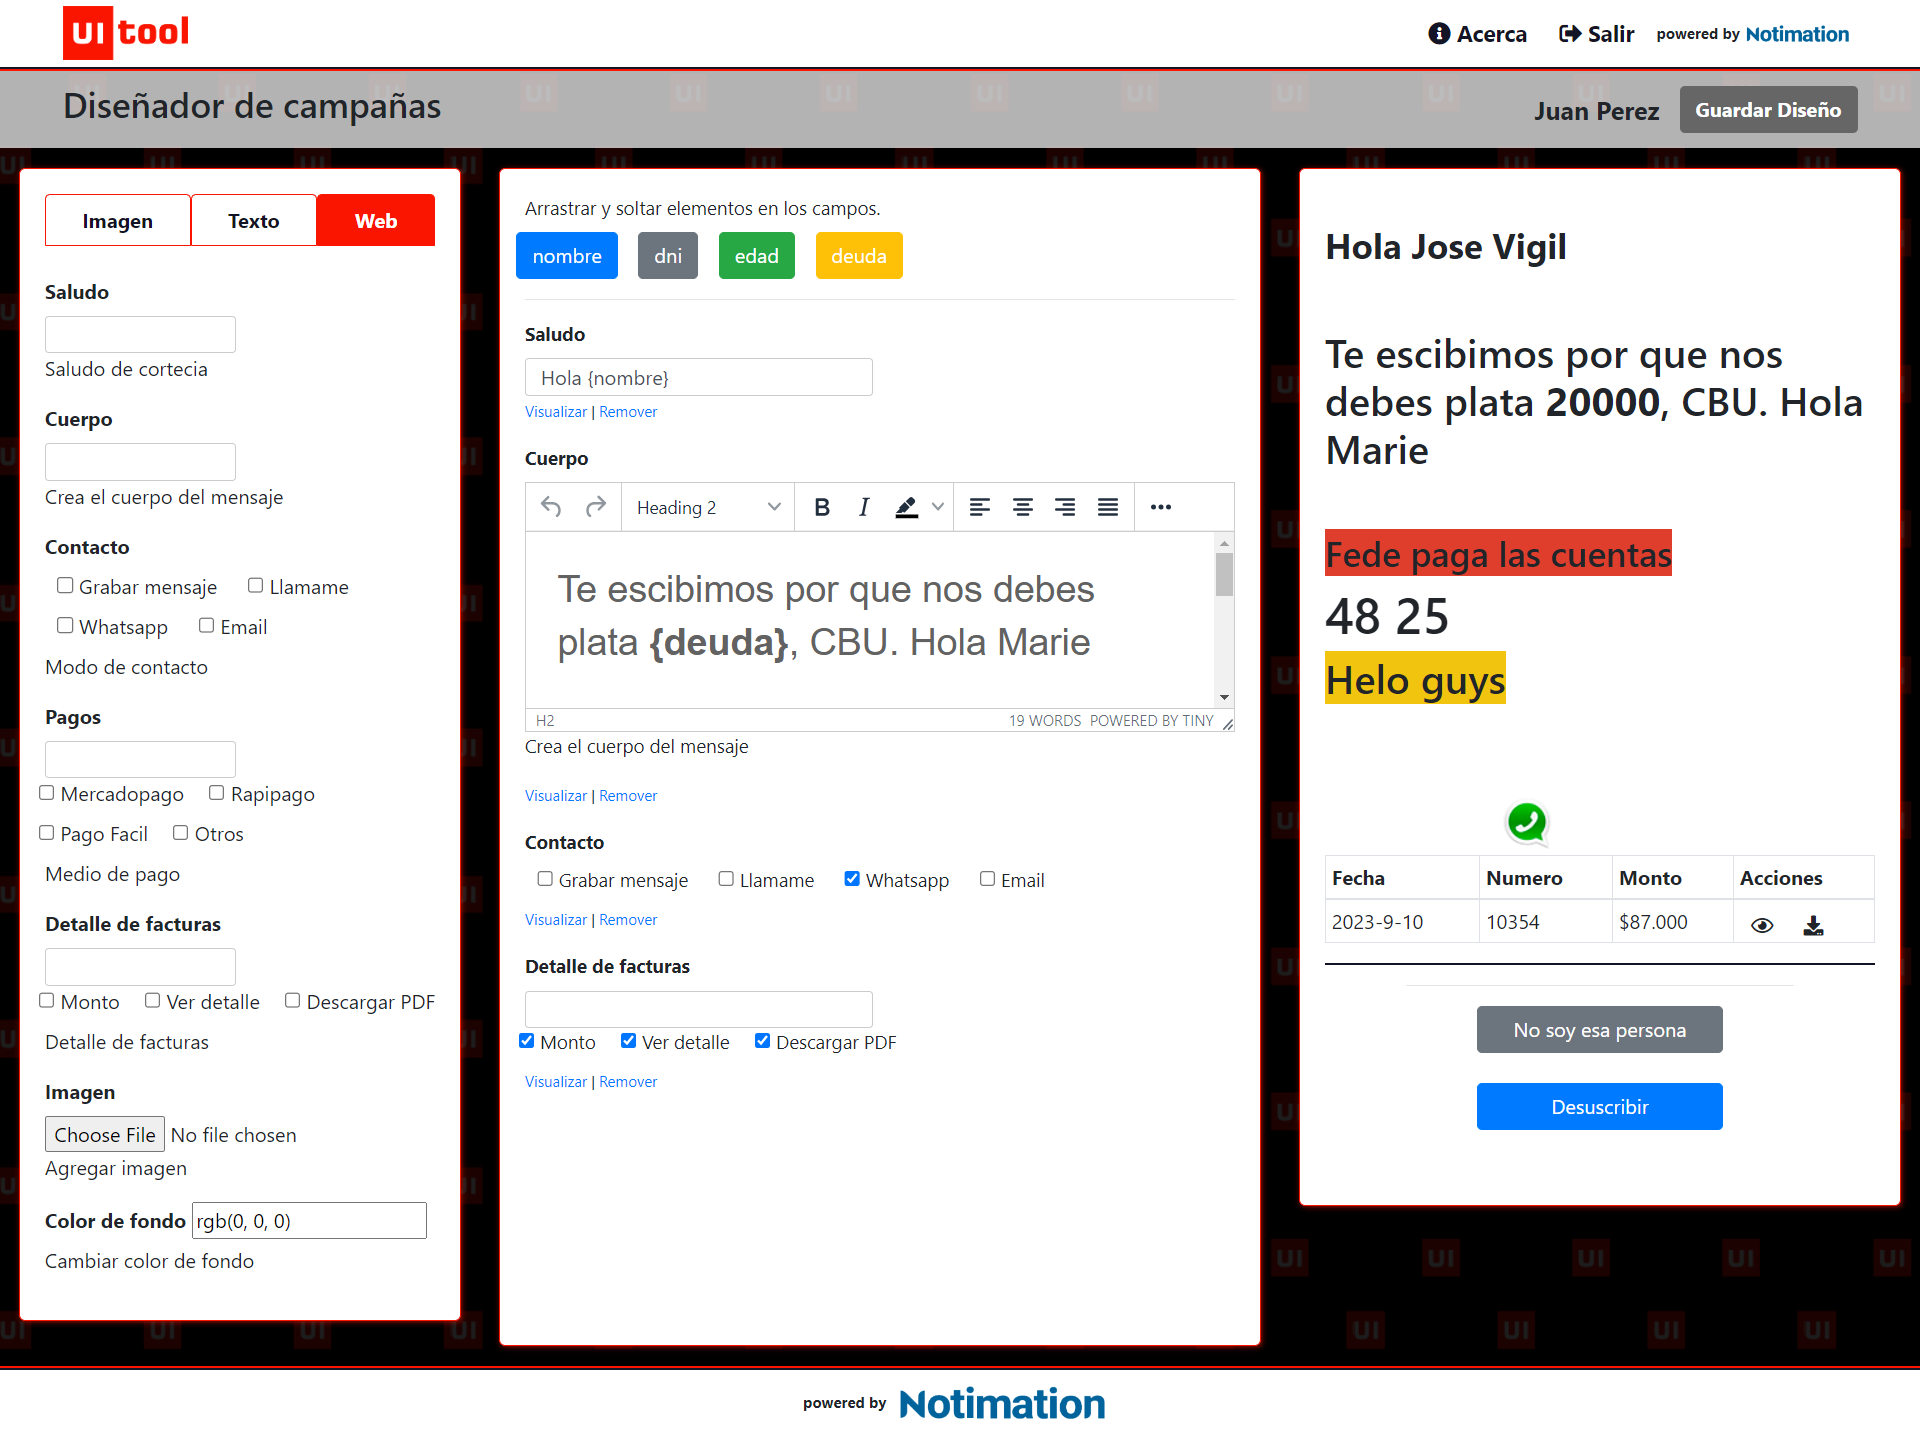 UI tool
Acerca Salir powered by Notimation
Diseñador de campañas
Juan Perez Guardar Diseño
Imagen Texto Web
Saludo
Saludo de cortecia
Cuerpo
Crea el cuerpo del mensaje
Contacto
Grabar mensaje Llamame
Whatsapp Email
Modo de contacto
Pagos
Mercadopago Rapipago
Pago Facil Otros
Medio de pago
Detalle de facturas
Monto Ver detalle Descargar PDF
Detalle de facturas
Imagen
Choose File No file chosen
Agregar imagen
Color de fondo rgb(0, 0, 0)
Cambiar color de fondo
Arrastrar y soltar elementos en los campos.
nombre dni edad deuda
Saludo
Hola {nombre}
Visualizar | Remover
Cuerpo
Heading 2 B I
Te escibimos por que nos debes
plata {deuda}, CBU. Hola Marie
H2 19 WORDS POWERED BY TINY
Crea el cuerpo del mensaje
Visualizar | Remover
Contacto
Grabar mensaje Llamame Whatsapp Email
Visualizar | Remover
Detalle de facturas
Monto Ver detalle Descargar PDF
Visualizar | Remover
Hola Jose Vigil
Te escibimos por que nos
debes plata 20000, CBU. Hola
Marie
Fede paga las cuentas
48 25
Helo guys
Fecha Numero Monto Acciones
2023-9-10 10354 $87.000
No soy esa persona
Desuscribir
powered by Notimation